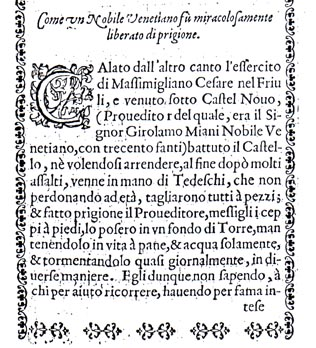 Come vn Nobile Venetiano fù miracolosamente
liberato di prigione.
CAlato dall'altro canto l'essercito
di Massimigliano Cesare nel Friu
li, e venuto sotto Castel Nouo,
(Proueditor del quale, era il Si
gnor Girolamo Miani Nobile Ve
netiano, con trecento fanti) battuto il Castel-
lo, nè volendosi arrendere, al fine dopò molti
assalti, venne in mano di Tedeschi, che non
perdonando ad età, tagliarono tutti à pezzi;
& fatto prigione il Proueditore, messigli i cep
pi à piedi, lo posero in vn fondo di Torre, man
tenendolo in vita à pane, & acqua solamente,
& tormentandolo quasi giornalmente, in di-
uerse maniere. Egli dunque non sapendo, à
chi per aiuto ricorrere, hauendo per fama in-
tese